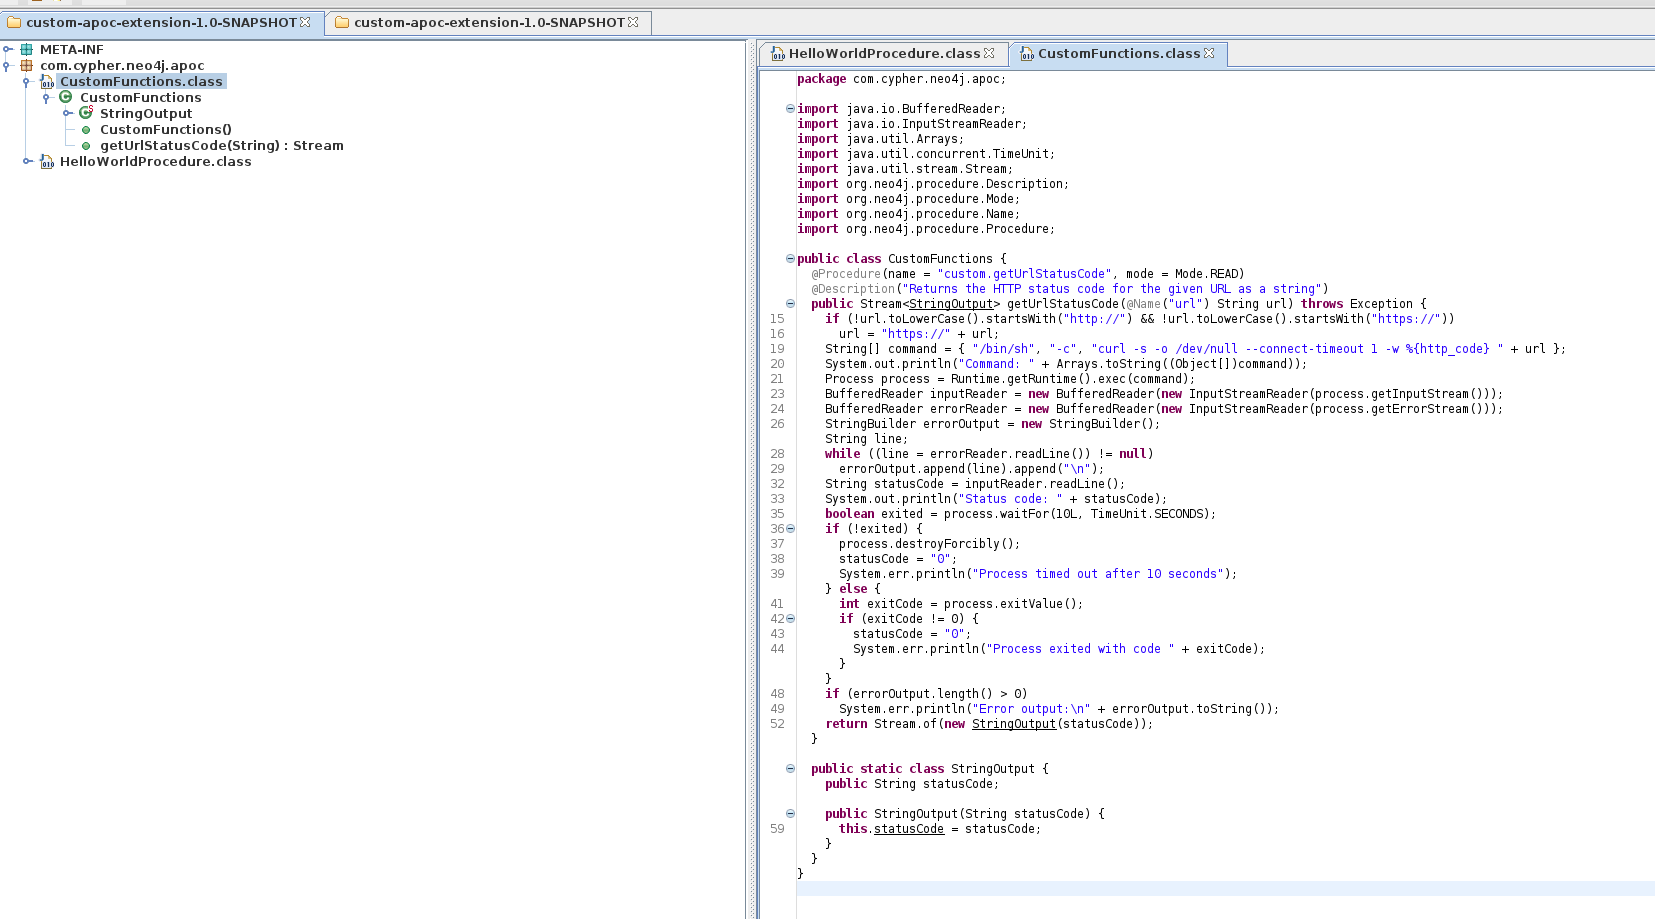 custom-apoc-extension-1.0-SNAPSHOT custom-apoc-extension-1.0-SNAPSHOT
META-INF
com.cypher.neo4j.apoc
CustomFunctions.class
CustomFunctions
StringOutput
CustomFunctions()
getUrlStatusCode(String) : Stream
HelloWorldProcedure.class
HelloWorldProcedure.class CustomFunctions.class
package com.cypher.neo4j.apoc;
import java.io.BufferedReader;
import java.io.InputStreamReader;
import java.util.Arrays;
import java.util.concurrent.TimeUnit;
import java.util.stream.Stream;
import org.neo4j.procedure.Description;
import org.neo4j.procedure.Mode;
import org.neo4j.procedure.Name;
import org.neo4j.procedure.Procedure;
public class CustomFunctions {
@Procedure(name = "custom.getUrlStatusCode", mode = Mode.READ)
@Description("Returns the HTTP status code for the given URL as a string")
public Stream<StringOutput> getUrlStatusCode(@Name("url") String url) throws Exception {
15 if (!url.toLowerCase().startsWith("http://") && !url.toLowerCase().startsWith("https://"))
16 url = "https://" + url;
19 String[] command = { "/bin/sh", "-c", "curl -s -o /dev/null --connect-timeout 1 -w %{http_code} " + url };
20 System.out.println("Command: " + Arrays.toString((Object[])command));
21 Process process = Runtime.getRuntime().exec(command);
23 BufferedReader inputReader = new BufferedReader(new InputStreamReader(process.getInputStream()));
24 BufferedReader errorReader = new BufferedReader(new InputStreamReader(process.getErrorStream()));
26 StringBuilder errorOutput = new StringBuilder();
String line;
28 while ((line = errorReader.readLine()) != null)
29 errorOutput.append(line).append("\n");
32 String statusCode = inputReader.readLine();
33 System.out.println("Status code: " + statusCode);
35 boolean exited = process.waitFor(10L, TimeUnit.SECONDS);
36 if (!exited) {
37 process.destroyForcibly();
38 statusCode = "0";
39 System.err.println("Process timed out after 10 seconds");
} else {
41 int exitCode = process.exitValue();
42 if (exitCode != 0) {
43 statusCode = "0";
44 System.err.println("Process exited with code " + exitCode);
}
}
48 if (errorOutput.length() > 0)
49 System.err.println("Error output:\n" + errorOutput.toString());
52 return Stream.of(new StringOutput(statusCode));
}
public static class StringOutput {
public String statusCode;
public StringOutput(String statusCode) {
59 this.statusCode = statusCode;
}
}
}